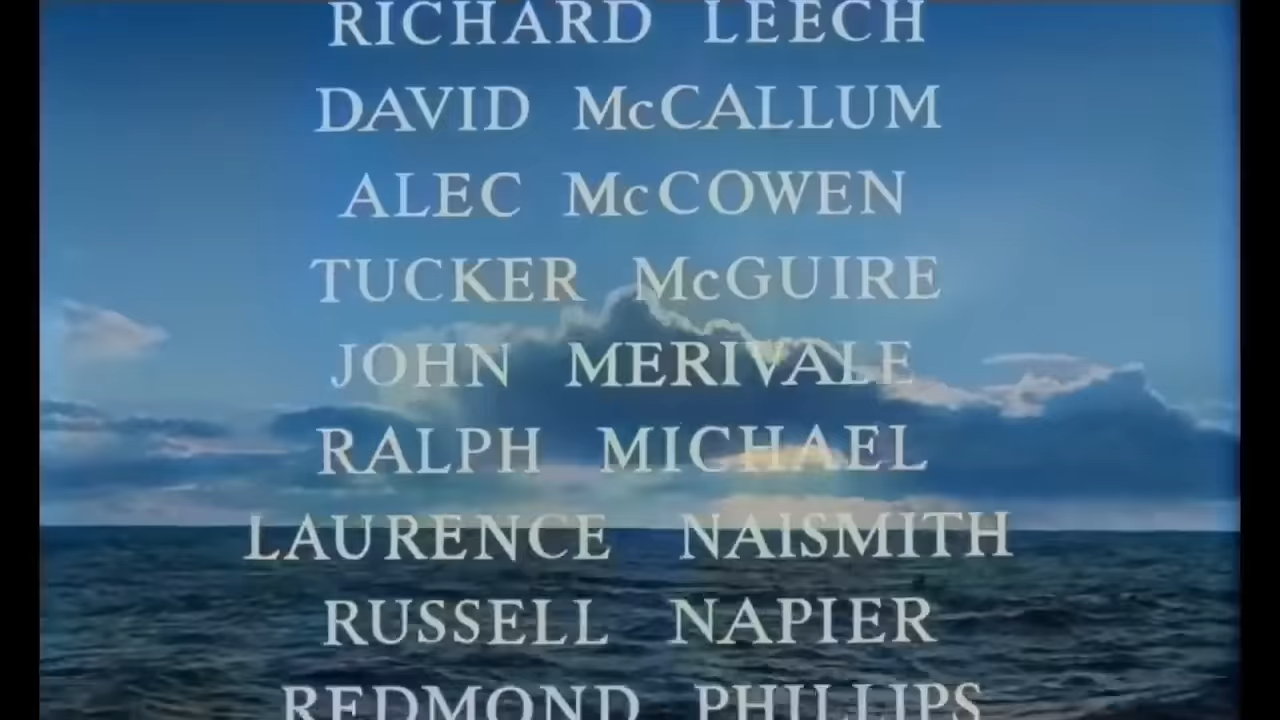 RICHARD LEECH
DAVID McCALLUM
ALEC McCOWEN
TUCKER McGUIRE
JOHN MERIVALE
RALPH MICHAEL
LAURENCE NAISMITH
RUSSELL NAPIER
REDMOND PHILLIPS